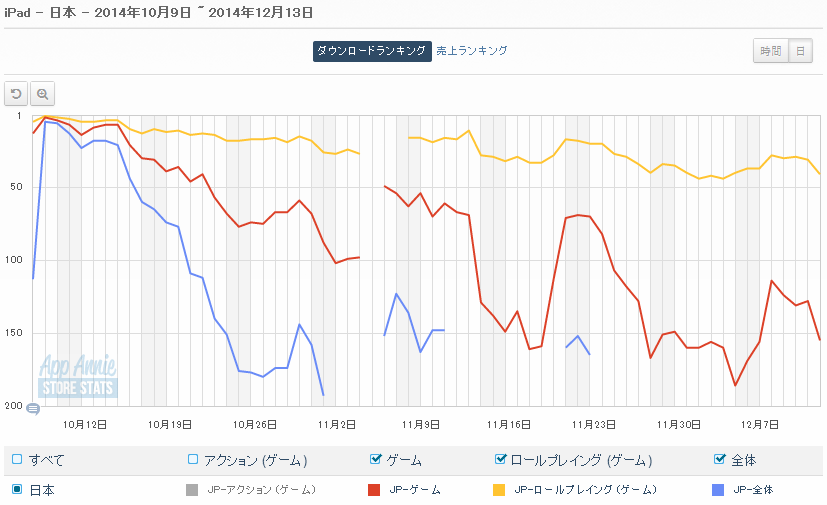 iPad - 日本 - 2014年10月9日 ~ 2014年12月13日
ダウンロードランキング 売上ランキング 時間 日
1
50
100
150
200
App Annie
STORE STATS
10月12日 10月19日 10月26日 11月2日 11月9日 11月16日 11月23日 11月30日 12月7日
すべて アクション (ゲーム) ゲーム ロールプレイング (ゲーム) 全体
日本 JP-アクション (ゲーム) JP-ゲーム JP-ロールプレイング (ゲーム) JP-全体